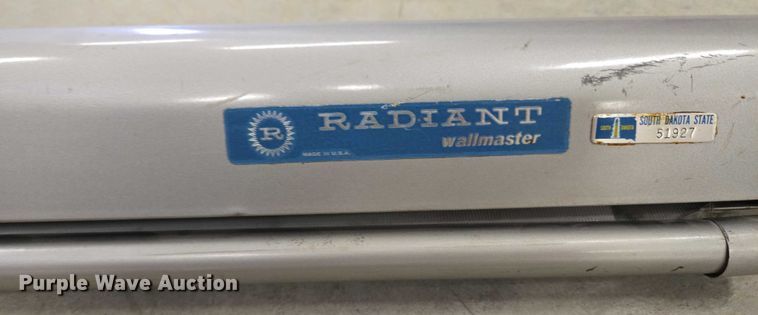 R RADIANT
wallmaster
MADE IN U.S.A.
SOUTH DAKOTA STATE
51927
Purple Wave Auction